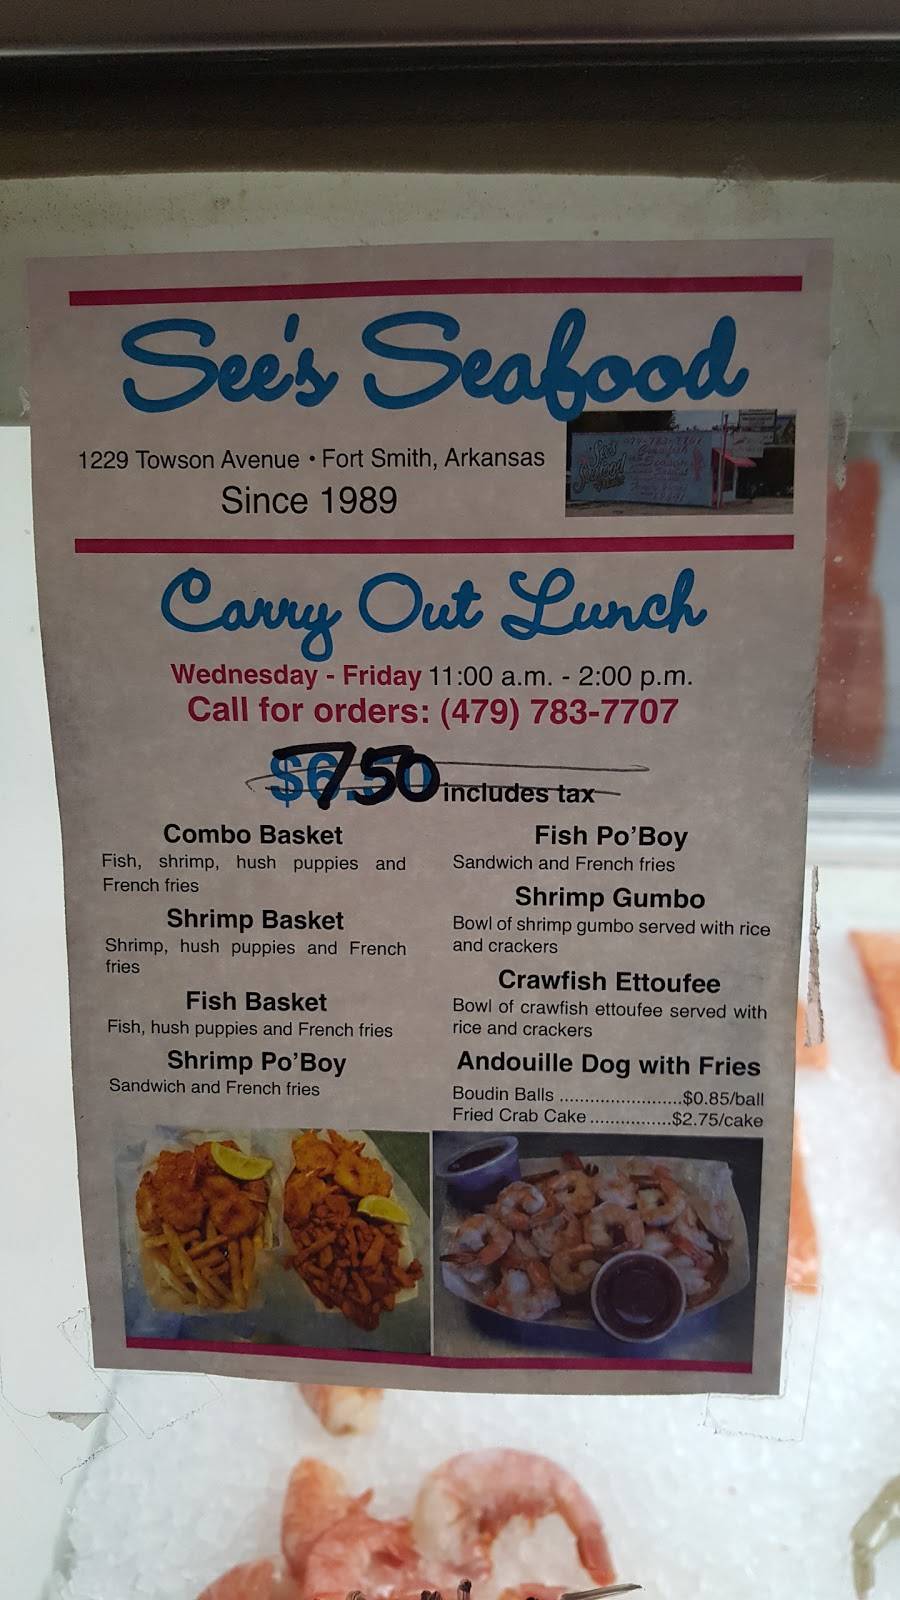 See's Seafood
1229 Towson Avenue • Fort Smith, Arkansas
Since 1989
Carry Out Lunch
Wednesday - Friday 11:00 a.m. - 2:00 p.m.
Call for orders: (479) 783-7707
750 includes tax
Combo Basket
Fish, shrimp, hush puppies and
French fries
Shrimp Basket
Shrimp, hush puppies and French
fries
Fish Basket
Fish, hush puppies and French fries
Shrimp Po'Boy
Sandwich and French fries
Fish Po'Boy
Sandwich and French fries
Shrimp Gumbo
Bowl of shrimp gumbo served with rice
and crackers
Crawfish Ettoufee
Bowl of crawfish ettoufee served with
rice and crackers
Andouille Dog with Fries
Boudin Balls ........................$0.85/ball
Fried Crab Cake ................$2.75/cake